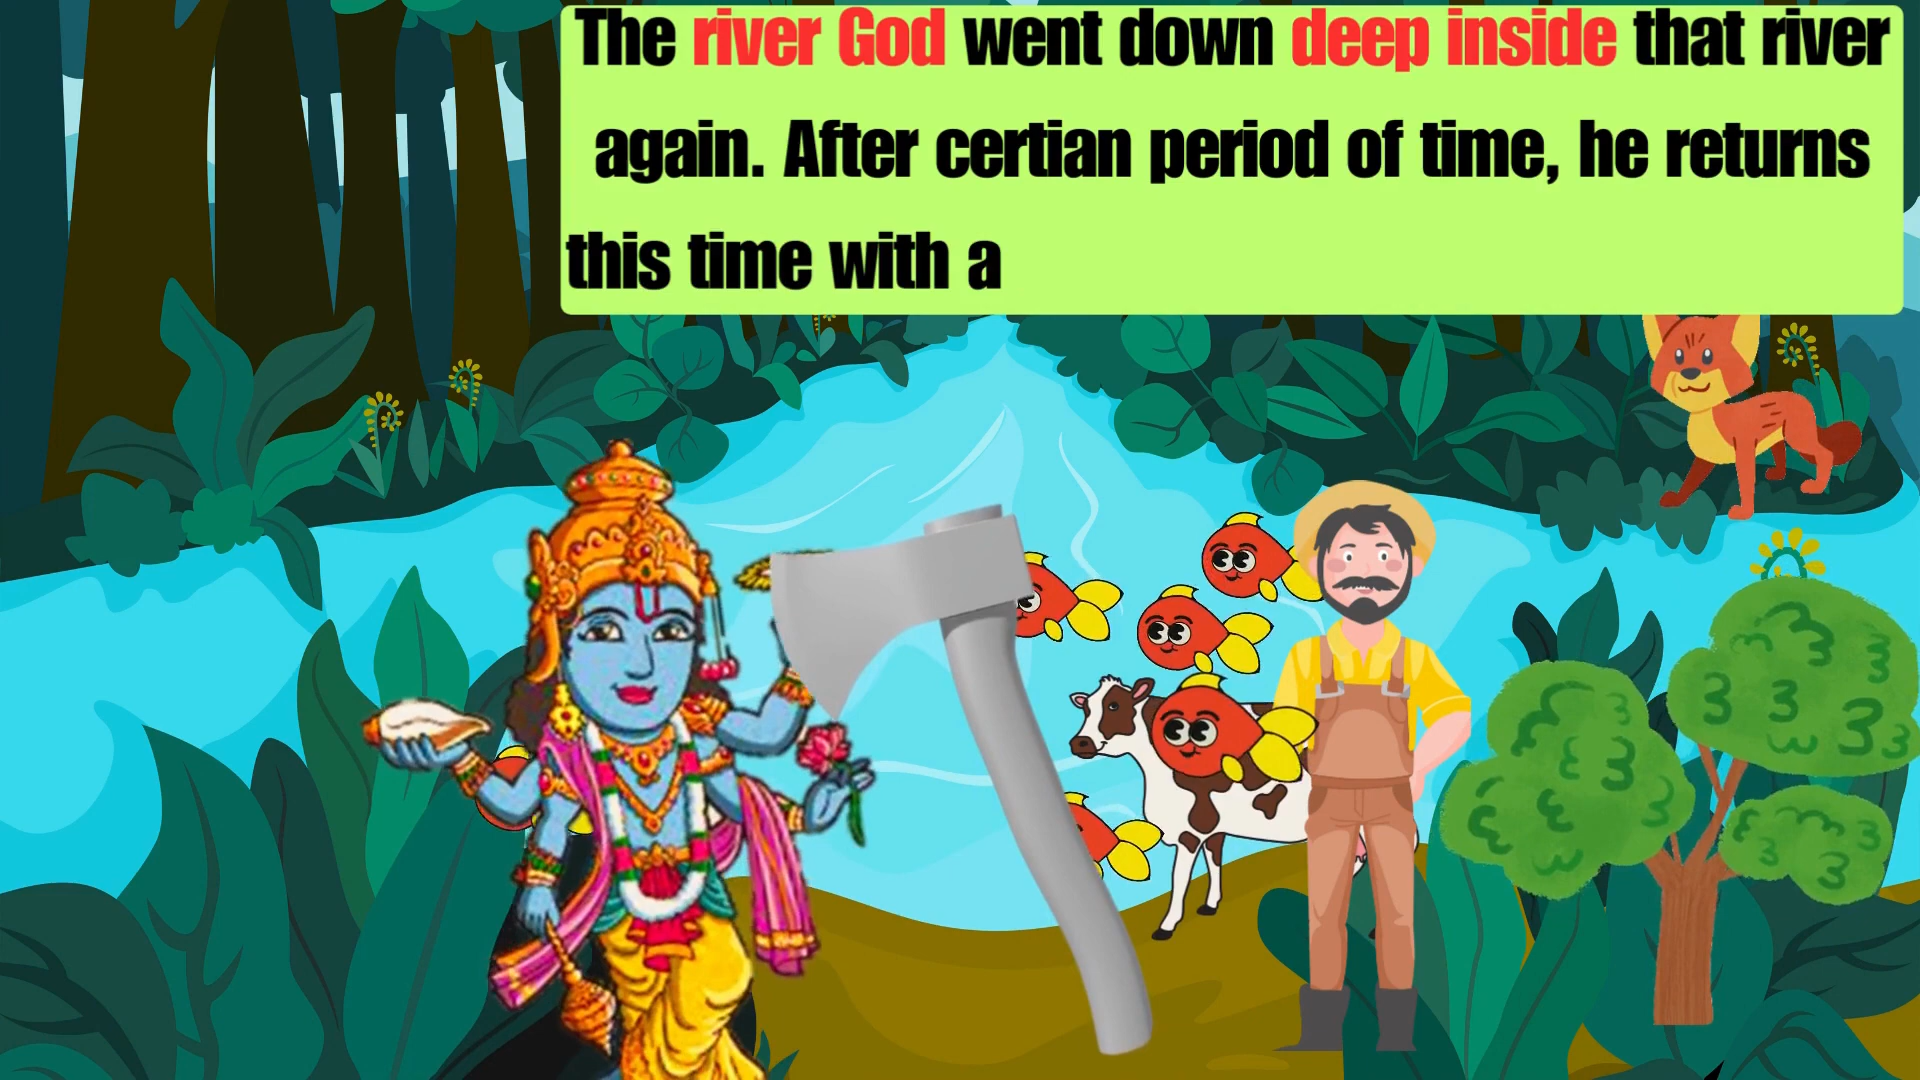 The river God went down deep inside that river
again. After certian period of time, he returns
this time with a